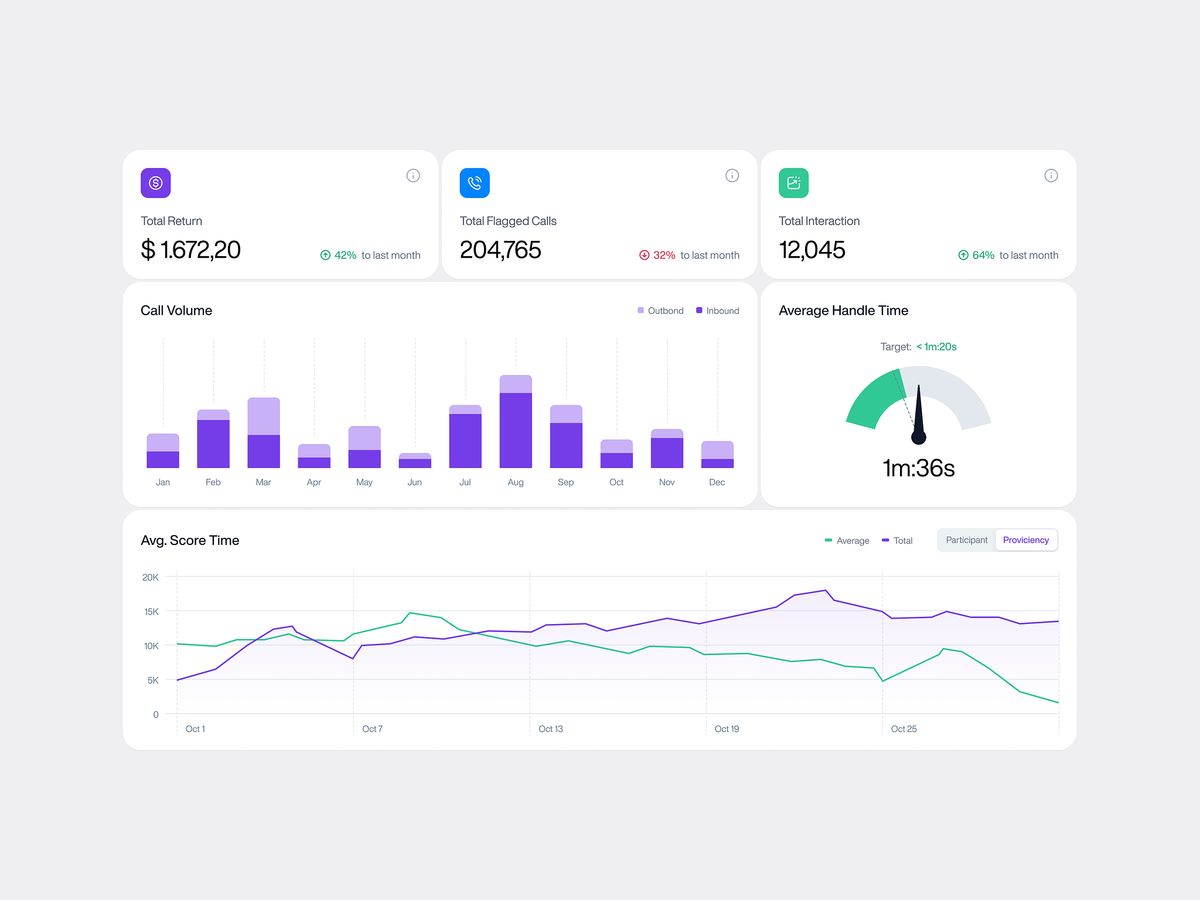 Total Return
$ 1.672,20
42% to last month
Total Flagged Calls
204,765
32% to last month
Total Interaction
12,045
64% to last month
Call Volume
Outbond Inbound
Jan Feb Mar Apr May Jun Jul Aug Sep Oct Nov Dec
Average Handle Time
Target: < 1m:20s
1m:36s
Avg. Score Time
Average Total
Participant Proviciency
20K
15K
10K
5K
0
Oct 1 Oct 7 Oct 13 Oct 19 Oct 25